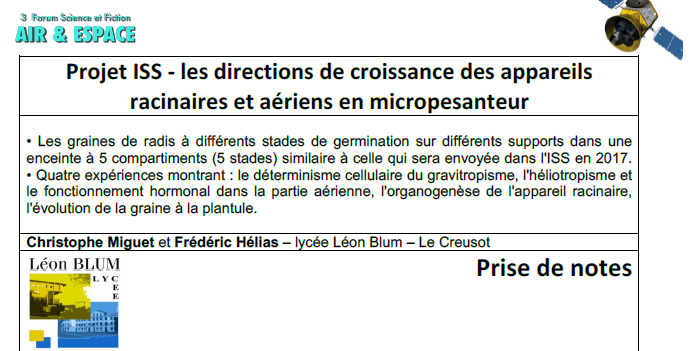 3 Forum Science et Fiction
AIR & ESPACE
Projet ISS - les directions de croissance des appareils
racinaires et aériens en micropesanteur
• Les graines de radis à différents stades de germination sur différents supports dans une
enceinte à 5 compartiments (5 stades) similaire à celle qui sera envoyée dans l'ISS en 2017.
• Quatre expériences montrant : le déterminisme cellulaire du gravitropisme, l'héliotropisme et
le fonctionnement hormonal dans la partie aérienne, l'organogenèse de l'appareil racinaire,
l'évolution de la graine à la plantule.
Christophe Miguet et Frédéric Hélias – lycée Léon Blum – Le Creusot
Léon BLUM
LYCEE
Prise de notes